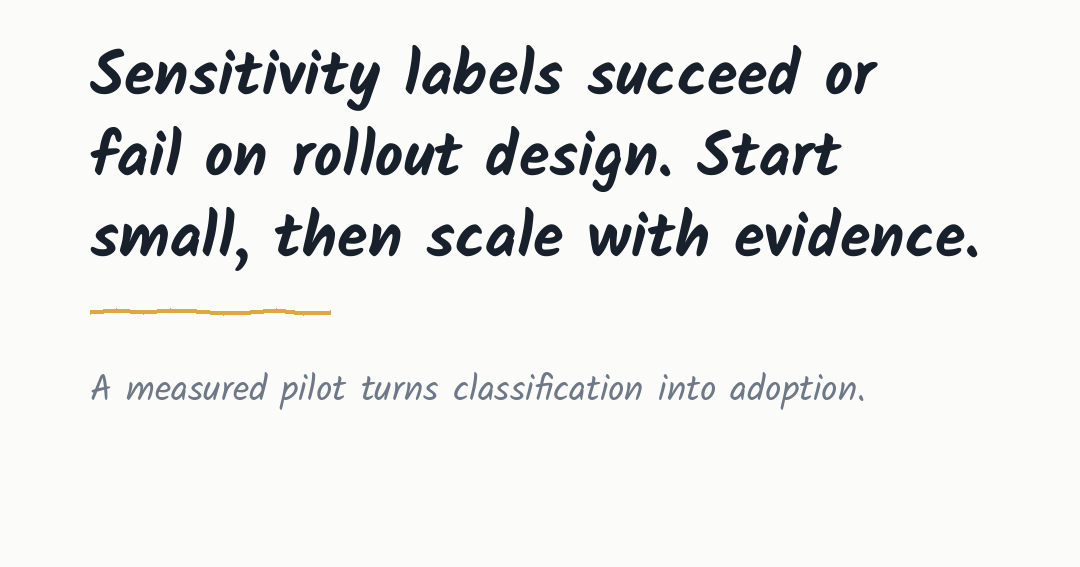 Sensitivity labels succeed or
fail on rollout design. Start
small, then scale with evidence.
A measured pilot turns classification into adoption.